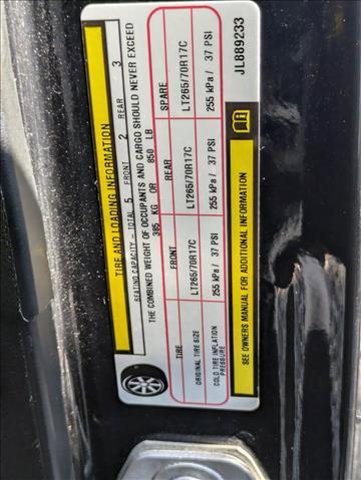 TIRE AND LOADING INFORMATION
SEATING CAPACITY - TOTAL 5 FRONT 2 REAR 3
THE COMBINED WEIGHT OF OCCUPANTS AND CARGO SHOULD NEVER EXCEED
385 KG OR 850 LB
TIRE FRONT REAR SPARE
ORIGINAL TIRE SIZE LT265/70R17C LT265/70R17C LT265/70R17C
COLD TIRE INFLATION PRESSURE 255 kPa / 37 PSI 255 kPa / 37 PSI 255 kPa / 37 PSI
SEE OWNERS MANUAL FOR ADDITIONAL INFORMATION
JL889233